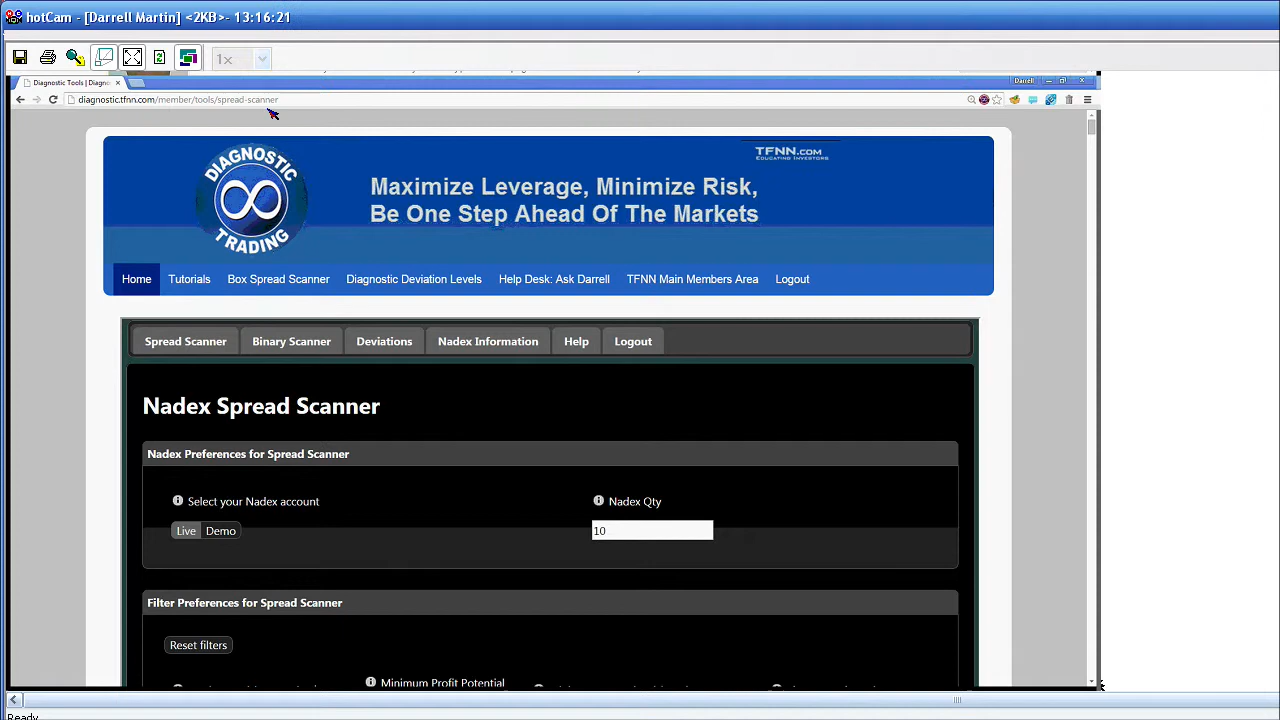 hotCam - [Darrell Martin] <2KB>- 13:16:21
1x
Diagnostic Tools | Diagno
Darrell
diagnostic.tfnn.com/member/tools/spread-scanner
DIAGNOSTIC
TRADING
TFNN.COM
EDUCATING INVESTORS
Maximize Leverage, Minimize Risk,
Be One Step Ahead Of The Markets
Home Tutorials Box Spread Scanner Diagnostic Deviation Levels Help Desk: Ask Darrell TFNN Main Members Area Logout
Spread Scanner Binary Scanner Deviations Nadex Information Help Logout
Nadex Spread Scanner
Nadex Preferences for Spread Scanner
Select your Nadex account Nadex Qty
Live Demo 10
Filter Preferences for Spread Scanner
Reset filters
Minimum Profit Potential
Ready